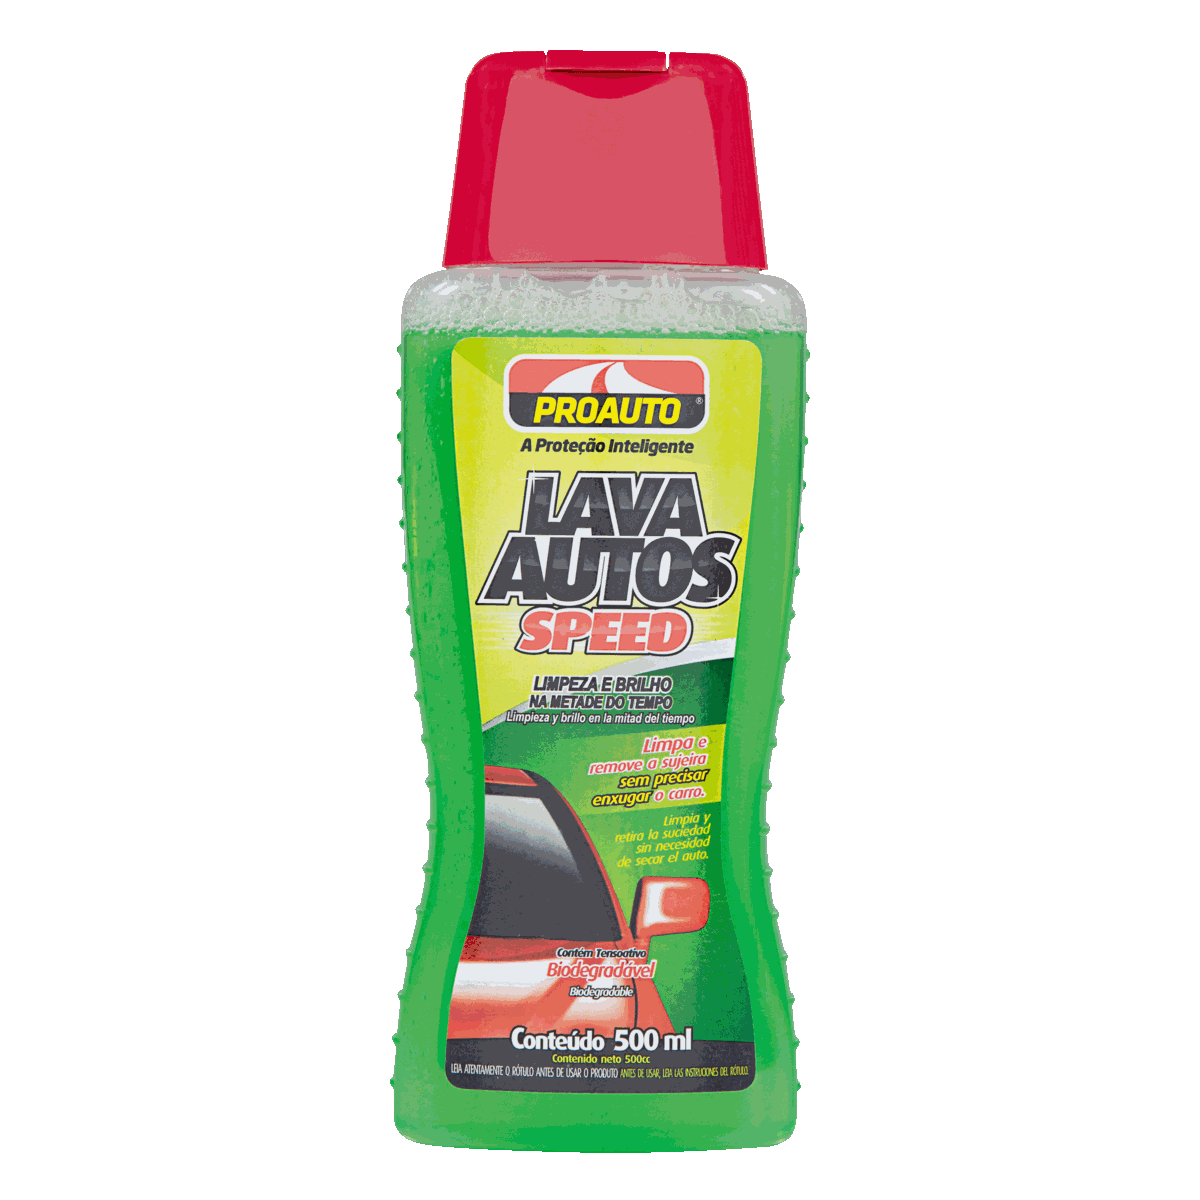 PROAUTO ®
A Proteção Inteligente
LAVA
AUTOS
SPEED
LIMPEZA E BRILHO
NA METADE DO TEMPO
Limpieza y brillo en la mitad del tiempo
Limpa e
remove a sujeira
sem precisar
enxugar o carro.
Limpia y
retira la suciedad
sin necesidad
de secar el auto.
Contém Tensoativo
Biodegradável
Biodegradable
Conteúdo 500 ml
Contenido neto 500cc
LEIA ATENTAMENTE O RÓTULO ANTES DE USAR O PRODUTO ANTES DE USAR, LEIA LAS INSTRUCIONES DEL RÓTULO.